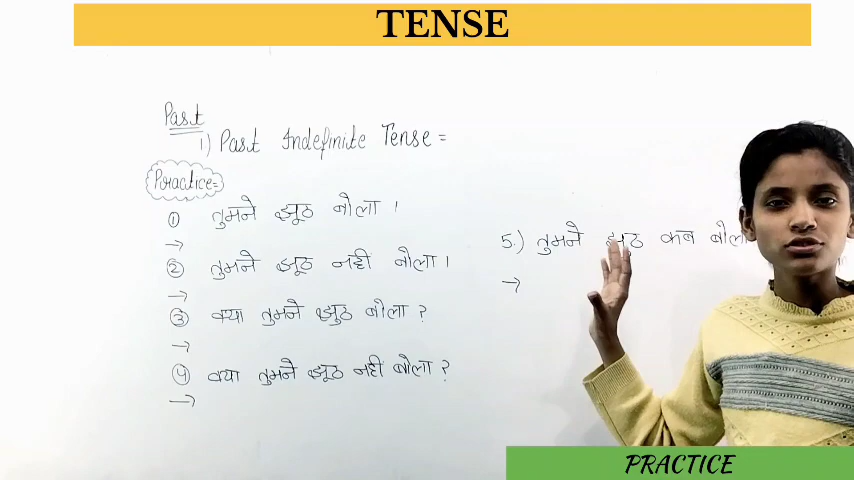 TENSE
Past
1) Past Indefinite Tense =
Practice =
① तुमने झूठ बोला ।
→
② तुमने झूठ नही बोला ।
→
③ क्या तुमने झुठ बोला ?
→
④ क्या तुमने झूठ नही बोला ?
→
5.) तुमने झुठ कब बोला
→
PRACTICE